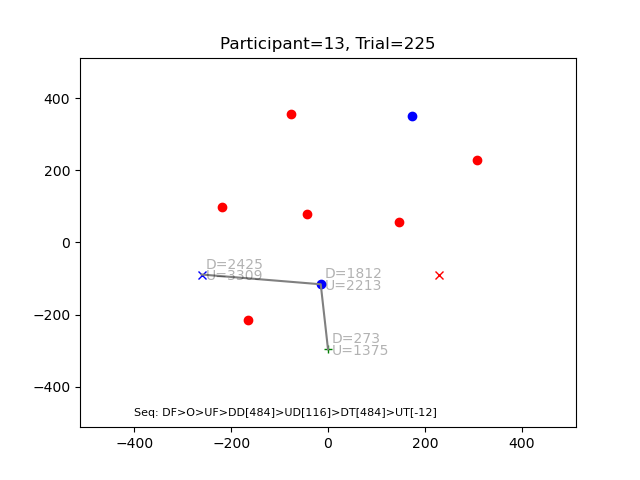 Participant=13, Trial=225
400
200
0
−200
−400
D=2425
U=3309
D=1812
U=2213
D=273
U=1375
Seq: DF>O>UF>DD[484]>UD[116]>DT[484]>UT[-12]
−400
−200
0
200
400